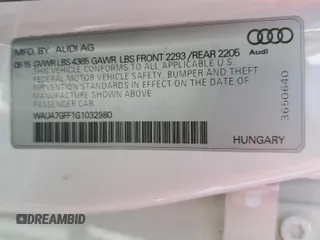 MFD. BY AUDI AG
09/15 GVWR LBS 4365 GAWR LBS FRONT 2293 /REAR 2205
THIS VEHICLE CONFORMS TO ALL APPLICABLE
FEDERAL MOTOR VEHICLE SAFETY, BUMPER AND THEFT
PREVENTION STANDARDS IN EFFECT ON THE DATE OF
MANUFACTURE SHOWN ABOVE.
PASSENGER CAR
WAUA7GFF1G1032980
Audi
3650640
HUNGARY
DREAMBID